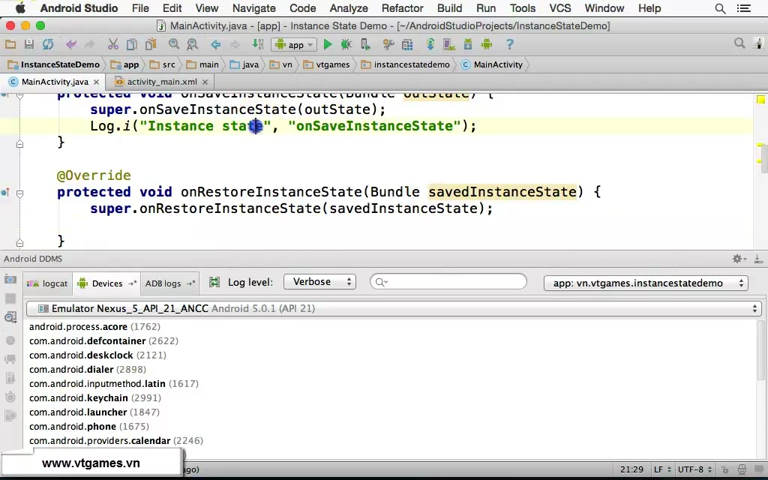 Android Studio File Edit View Navigate Code Analyze Refactor Build Run Tools VCS Window Help
MainActivity.java - [app] - Instance State Demo - [~/AndroidStudioProjects/InstanceStateDemo]
app
InstanceStateDemo app src main java vn vtgames instancestatedemo MainActivity
MainActivity.java × activity_main.xml ×
protected void onSaveInstanceState(Bundle outState) {
super.onSaveInstanceState(outState);
Log.i("Instance state", "onSaveInstanceState");
}
@Override
protected void onRestoreInstanceState(Bundle savedInstanceState) {
super.onRestoreInstanceState(savedInstanceState);
}
Android DDMS
logcat Devices ADB logs Log level: Verbose app: vn.vtgames.instancestatedemo
Emulator Nexus_5_API_21_ANCC Android 5.0.1 (API 21)
android.process.acore (1762)
com.android.defcontainer (2622)
com.android.deskclock (2121)
com.android.dialer (2898)
com.android.inputmethod.latin (1617)
com.android.keychain (2991)
com.android.launcher (1847)
com.android.phone (1675)
com.android.providers.calendar (2246)
www.vtgames.vn ago) 21:29 LF UTF-8